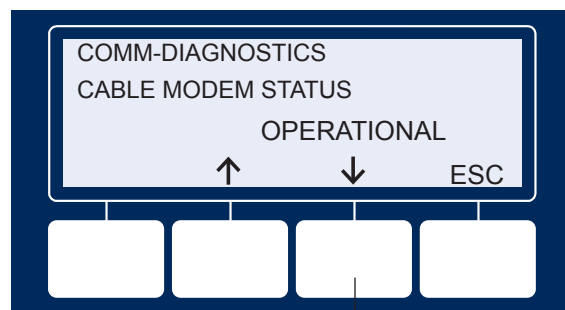 COMM-DIAGNOSTICS
CABLE MODEM STATUS
OPERATIONAL
↑ ↓ ESC